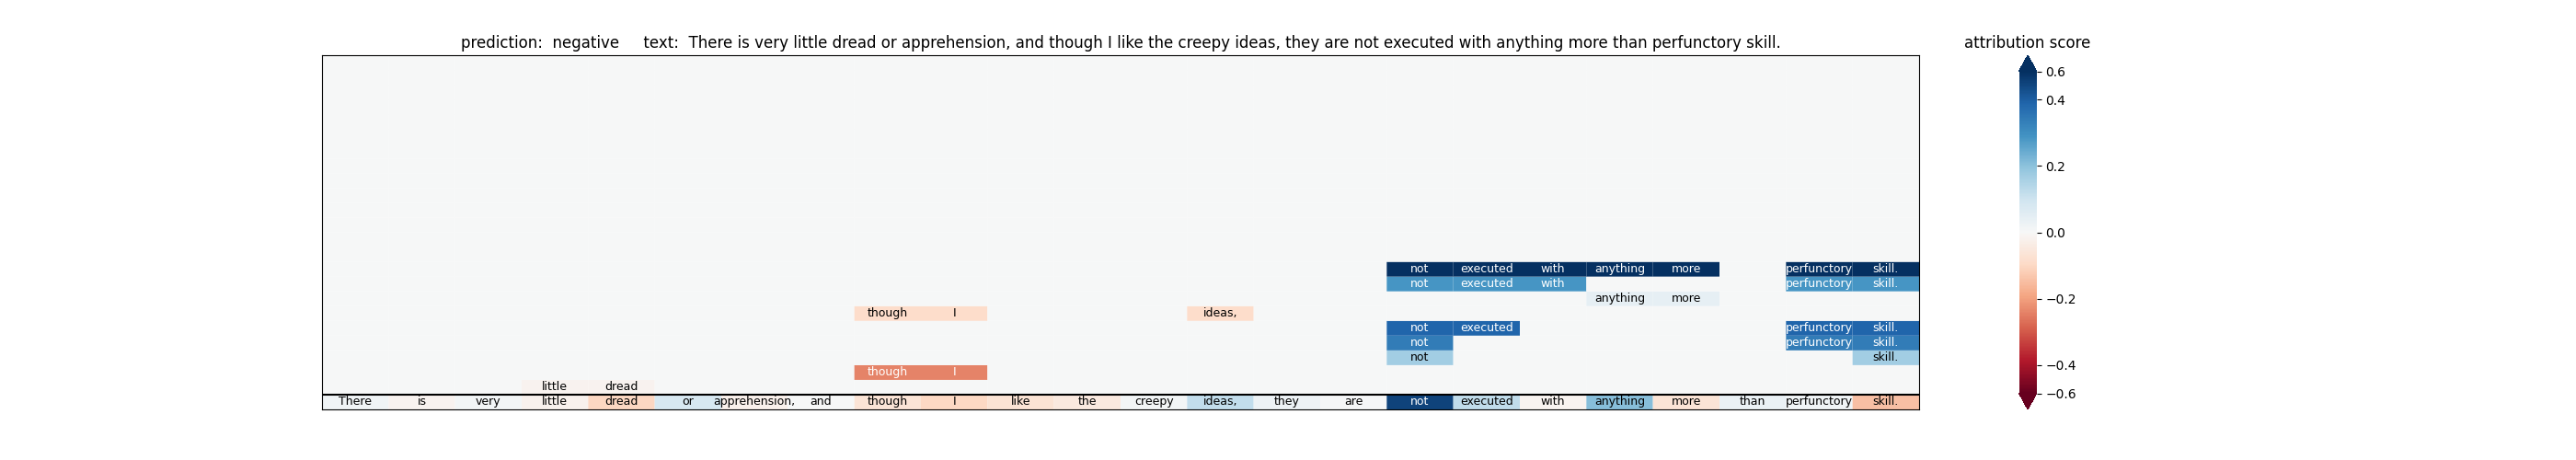 prediction: negative text: There is very little dread or apprehension, and though I like the creepy ideas, they are not executed with anything more than perfunctory skill.
attribution score
not executed with anything more perfunctory skill.
not executed with perfunctory skill.
anything more
though I ideas,
not executed perfunctory skill.
not perfunctory skill.
not skill.
though I
little dread
There is very little dread or apprehension, and though I like the creepy ideas, they are not executed with anything more than perfunctory skill.
0.6
0.4
0.2
0.0
−0.2
−0.4
−0.6